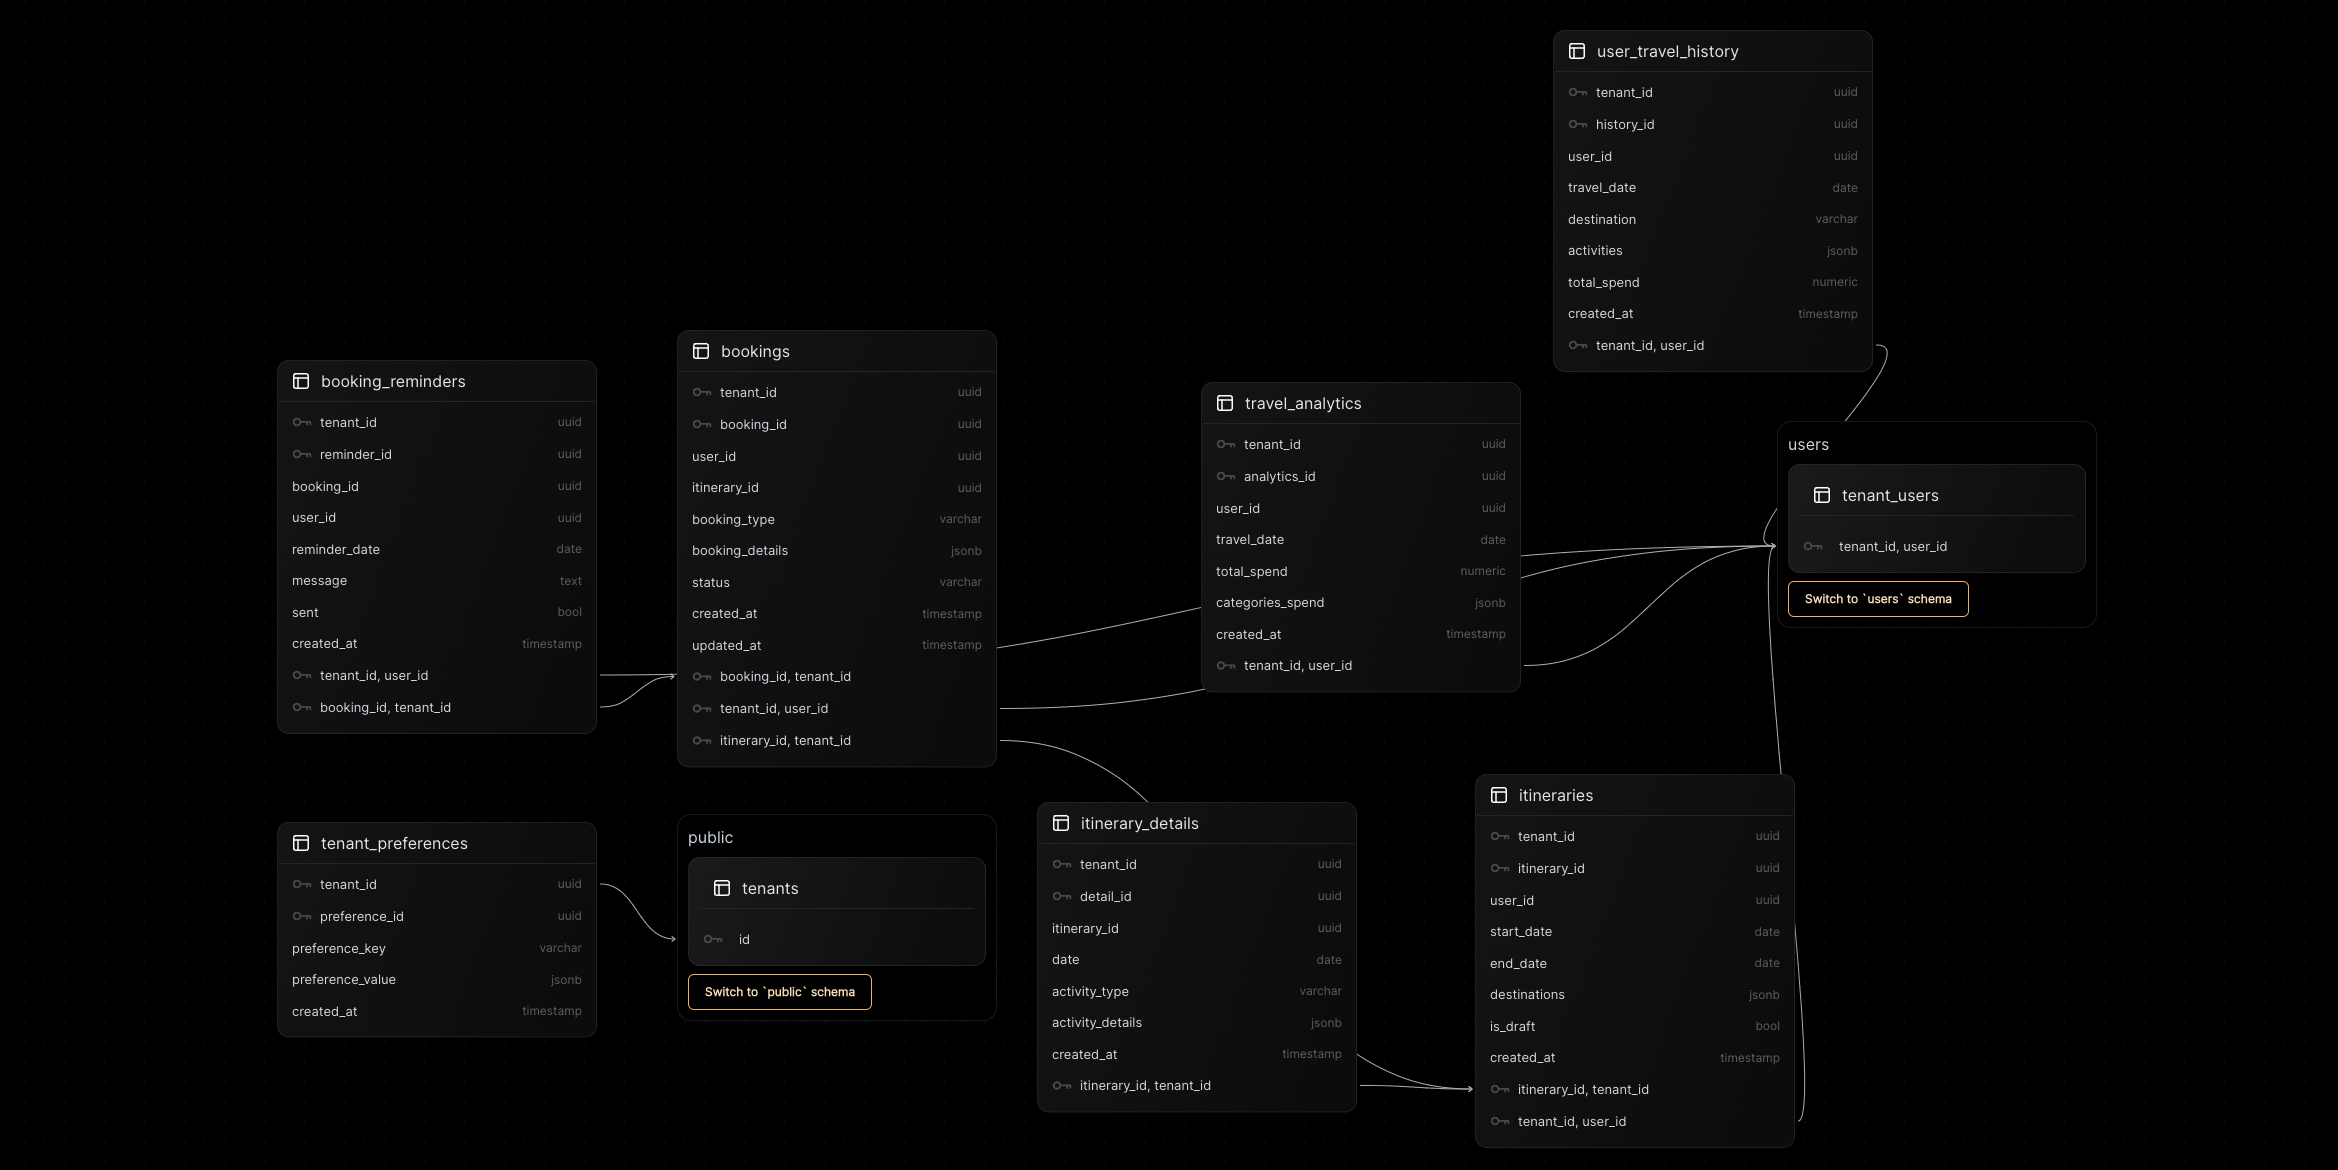 user_travel_history
tenant_id uuid
history_id uuid
user_id uuid
travel_date date
destination varchar
activities jsonb
total_spend numeric
created_at timestamp
tenant_id, user_id
booking_reminders
tenant_id uuid
reminder_id uuid
booking_id uuid
user_id uuid
reminder_date date
message text
sent bool
created_at timestamp
tenant_id, user_id
booking_id, tenant_id
bookings
tenant_id uuid
booking_id uuid
user_id uuid
itinerary_id uuid
booking_type varchar
booking_details jsonb
status varchar
created_at timestamp
updated_at timestamp
booking_id, tenant_id
tenant_id, user_id
itinerary_id, tenant_id
travel_analytics
tenant_id uuid
analytics_id uuid
user_id uuid
travel_date date
total_spend numeric
categories_spend jsonb
created_at timestamp
tenant_id, user_id
users
tenant_users
tenant_id, user_id
Switch to `users` schema
tenant_preferences
tenant_id uuid
preference_id uuid
preference_key varchar
preference_value jsonb
created_at timestamp
public
tenants
id
Switch to `public` schema
itinerary_details
tenant_id uuid
detail_id uuid
itinerary_id uuid
date date
activity_type varchar
activity_details jsonb
created_at timestamp
itinerary_id, tenant_id
itineraries
tenant_id uuid
itinerary_id uuid
user_id uuid
start_date date
end_date date
destinations jsonb
is_draft bool
created_at timestamp
itinerary_id, tenant_id
tenant_id, user_id